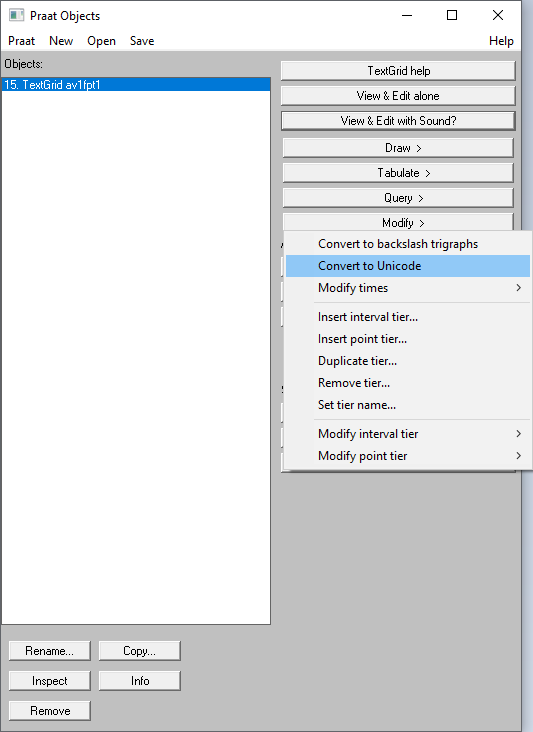 Praat Objects
Praat New Open Save Help
Objects:
15. TextGrid av1fpt1
TextGrid help
View & Edit alone
View & Edit with Sound?
Draw >
Tabulate >
Query >
Modify >
Convert to backslash trigraphs
Convert to Unicode
Modify times >
Insert interval tier...
Insert point tier...
Duplicate tier...
Remove tier...
Set tier name...
Modify interval tier >
Modify point tier >
Rename... Copy...
Inspect Info
Remove